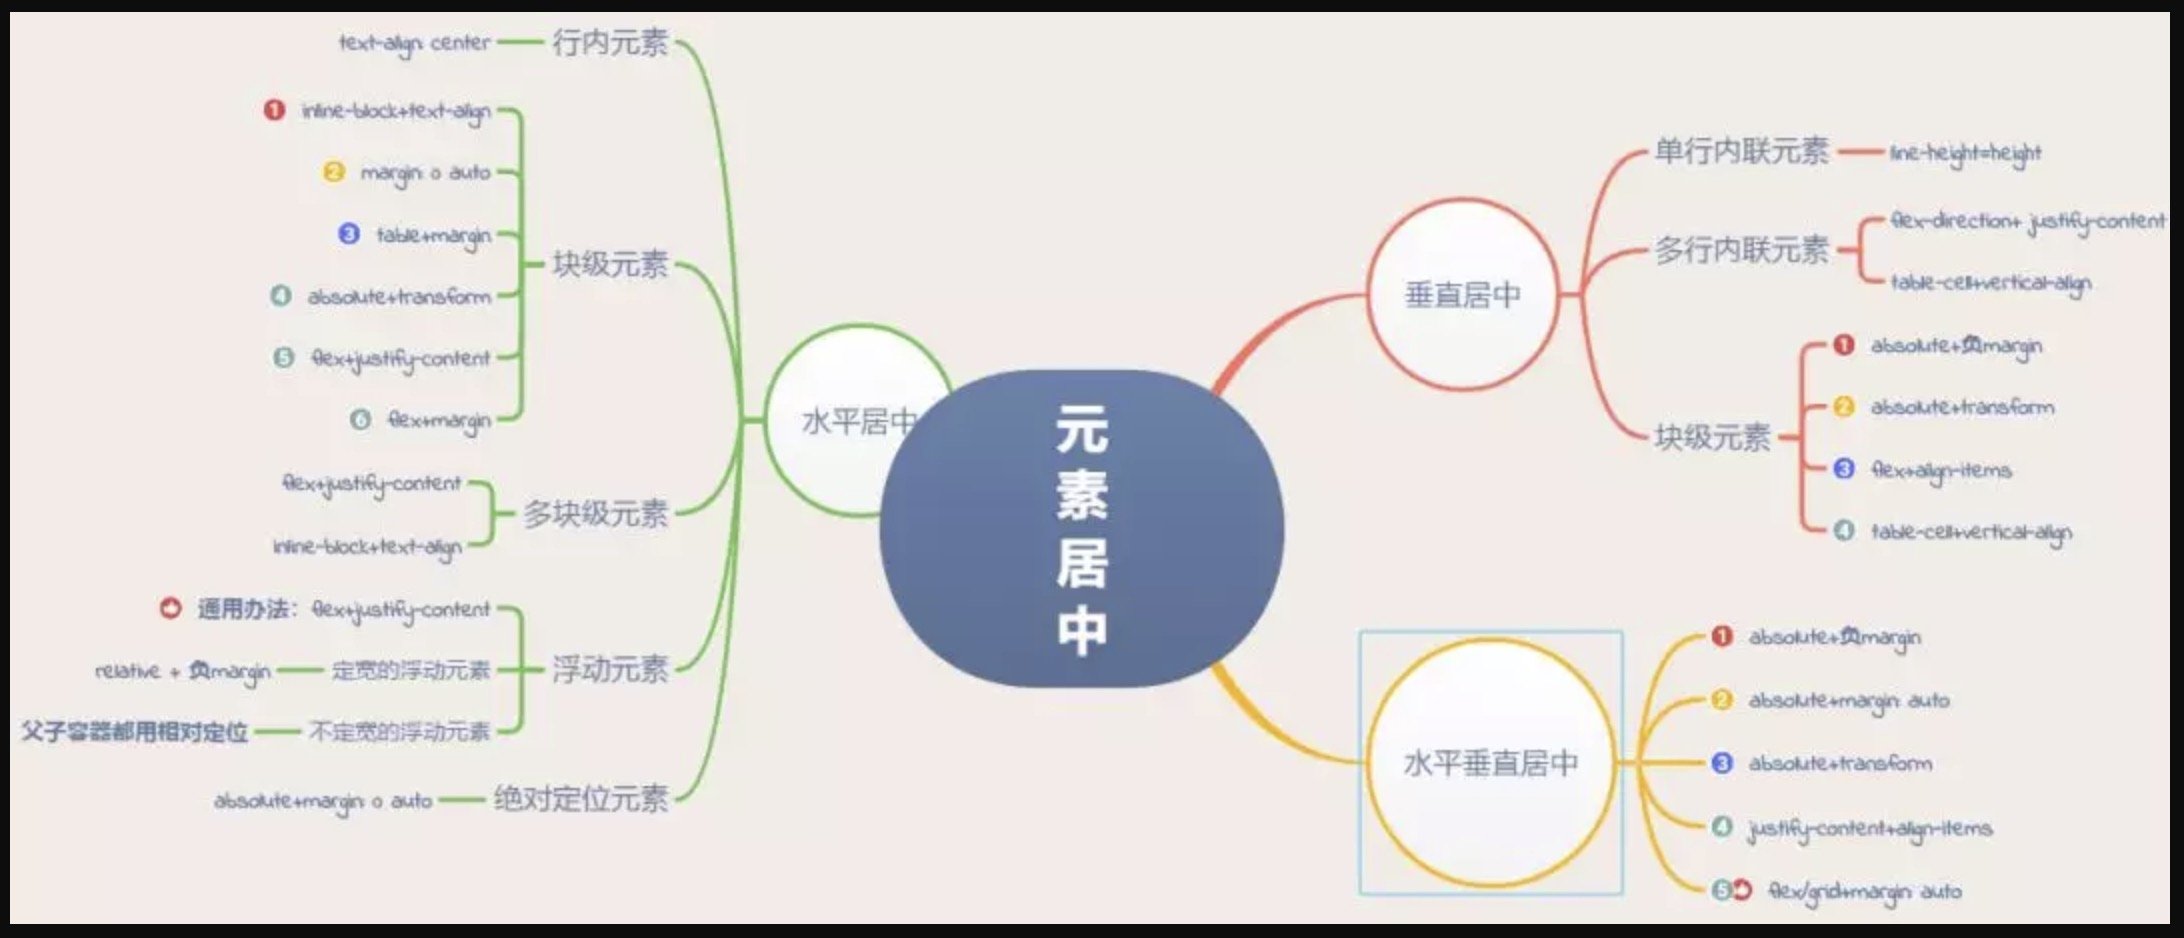 元
素
居
中
水平居中
行内元素
text-align: center
块级元素
1 inline-block+text-align
2 margin: 0 auto
3 table+margin
4 absolute+transform
5 flex+justify-content
6 flex+margin
多块级元素
flex+justify-content
inline-block+text-align
浮动元素
通用办法：flex+justify-content
定宽的浮动元素
relative + 负margin
不定宽的浮动元素
父子容器都用相对定位
绝对定位元素
absolute+margin: 0 auto
垂直居中
单行内联元素
line-height=height
多行内联元素
flex-direction+ justify-content
table-cell+vertical-align
块级元素
1 absolute+负margin
2 absolute+transform
3 flex+align-items
4 table-cell+vertical-align
水平垂直居中
1 absolute+负margin
2 absolute+margin: auto
3 absolute+transform
4 justify-content+align-items
5 flex/grid+margin: auto